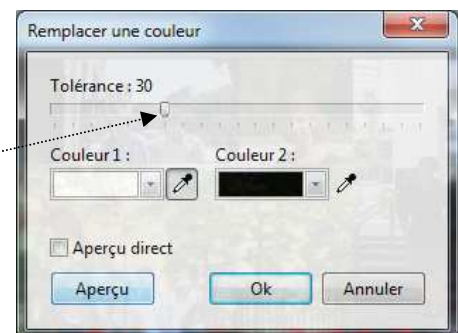 Remplacer une couleur
Tolérance : 30
Couleur 1 : Couleur 2 :
Aperçu direct
Aperçu Ok Annuler